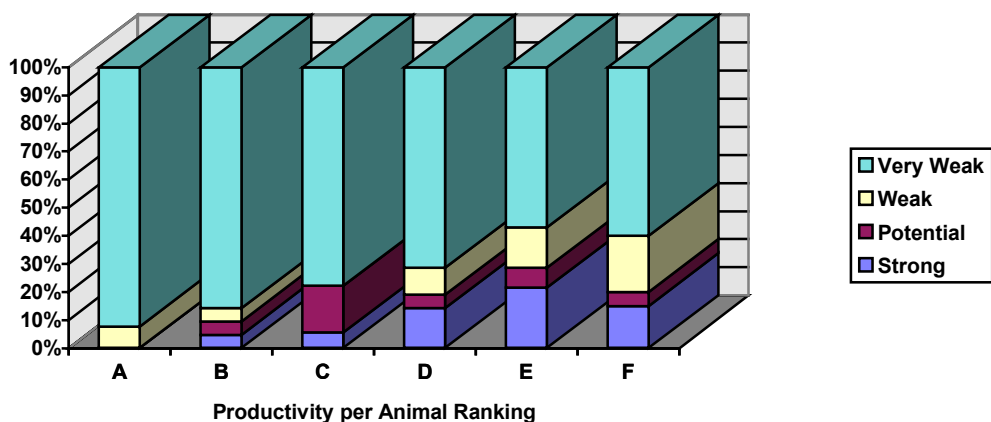 100%
90%
80%
70%
60%
50%
40%
30%
20%
10%
0%
A B C D E F
Productivity per Animal Ranking
Very Weak
Weak
Potential
Strong